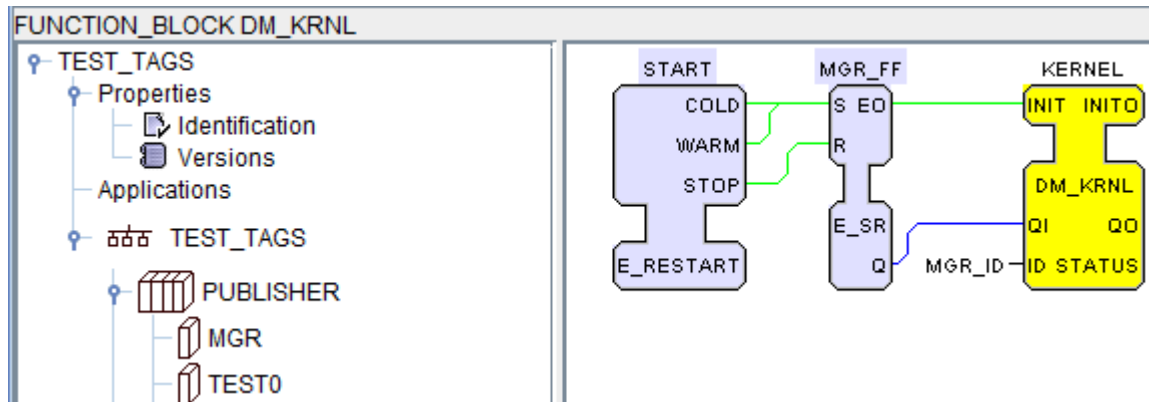 FUNCTION_BLOCK DM_KRNL
TEST_TAGS
Properties
Identification
Versions
Applications
TEST_TAGS
PUBLISHER
MGR
TEST0
START
COLD
WARM
STOP
E_RESTART
MGR_FF
S EO
R
E_SR
Q
KERNEL
INIT INITO
DM_KRNL
QI QO
MGR_ID ID STATUS